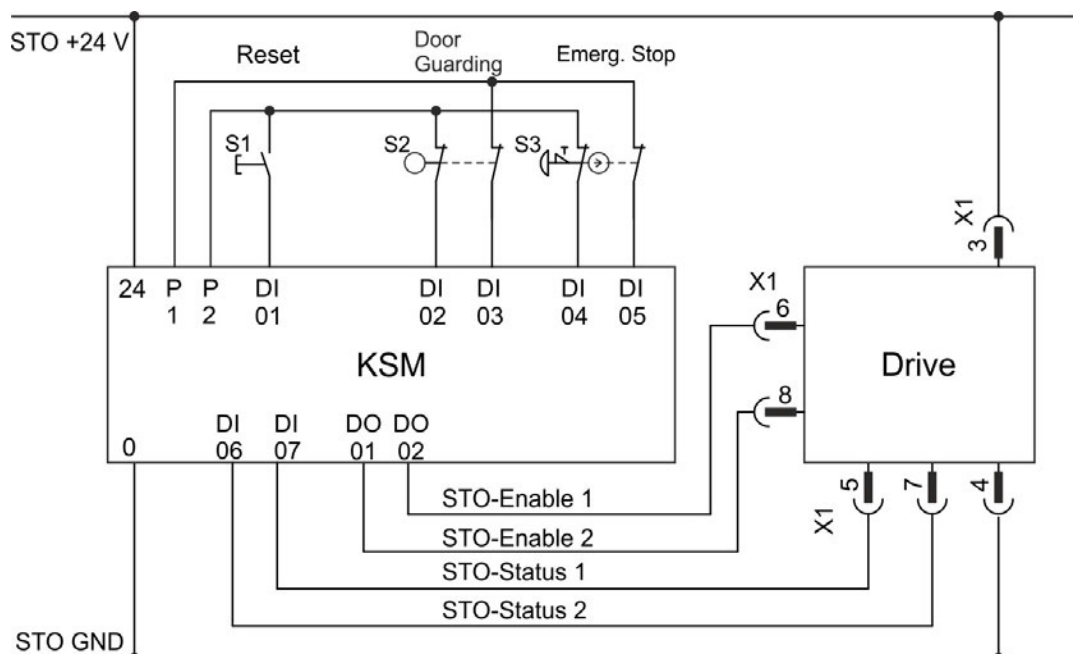 STO +24 V
Reset
Door
Guarding
Emerg. Stop
S1
S2
S3
X1
3
24 P P DI DI DI DI DI
1 2 01 02 03 04 05
X1
6
KSM
Drive
8
0
DI DI DO DO
06 07 01 02
5
7
4
X1
STO-Enable 1
STO-Enable 2
STO-Status 1
STO-Status 2
STO GND